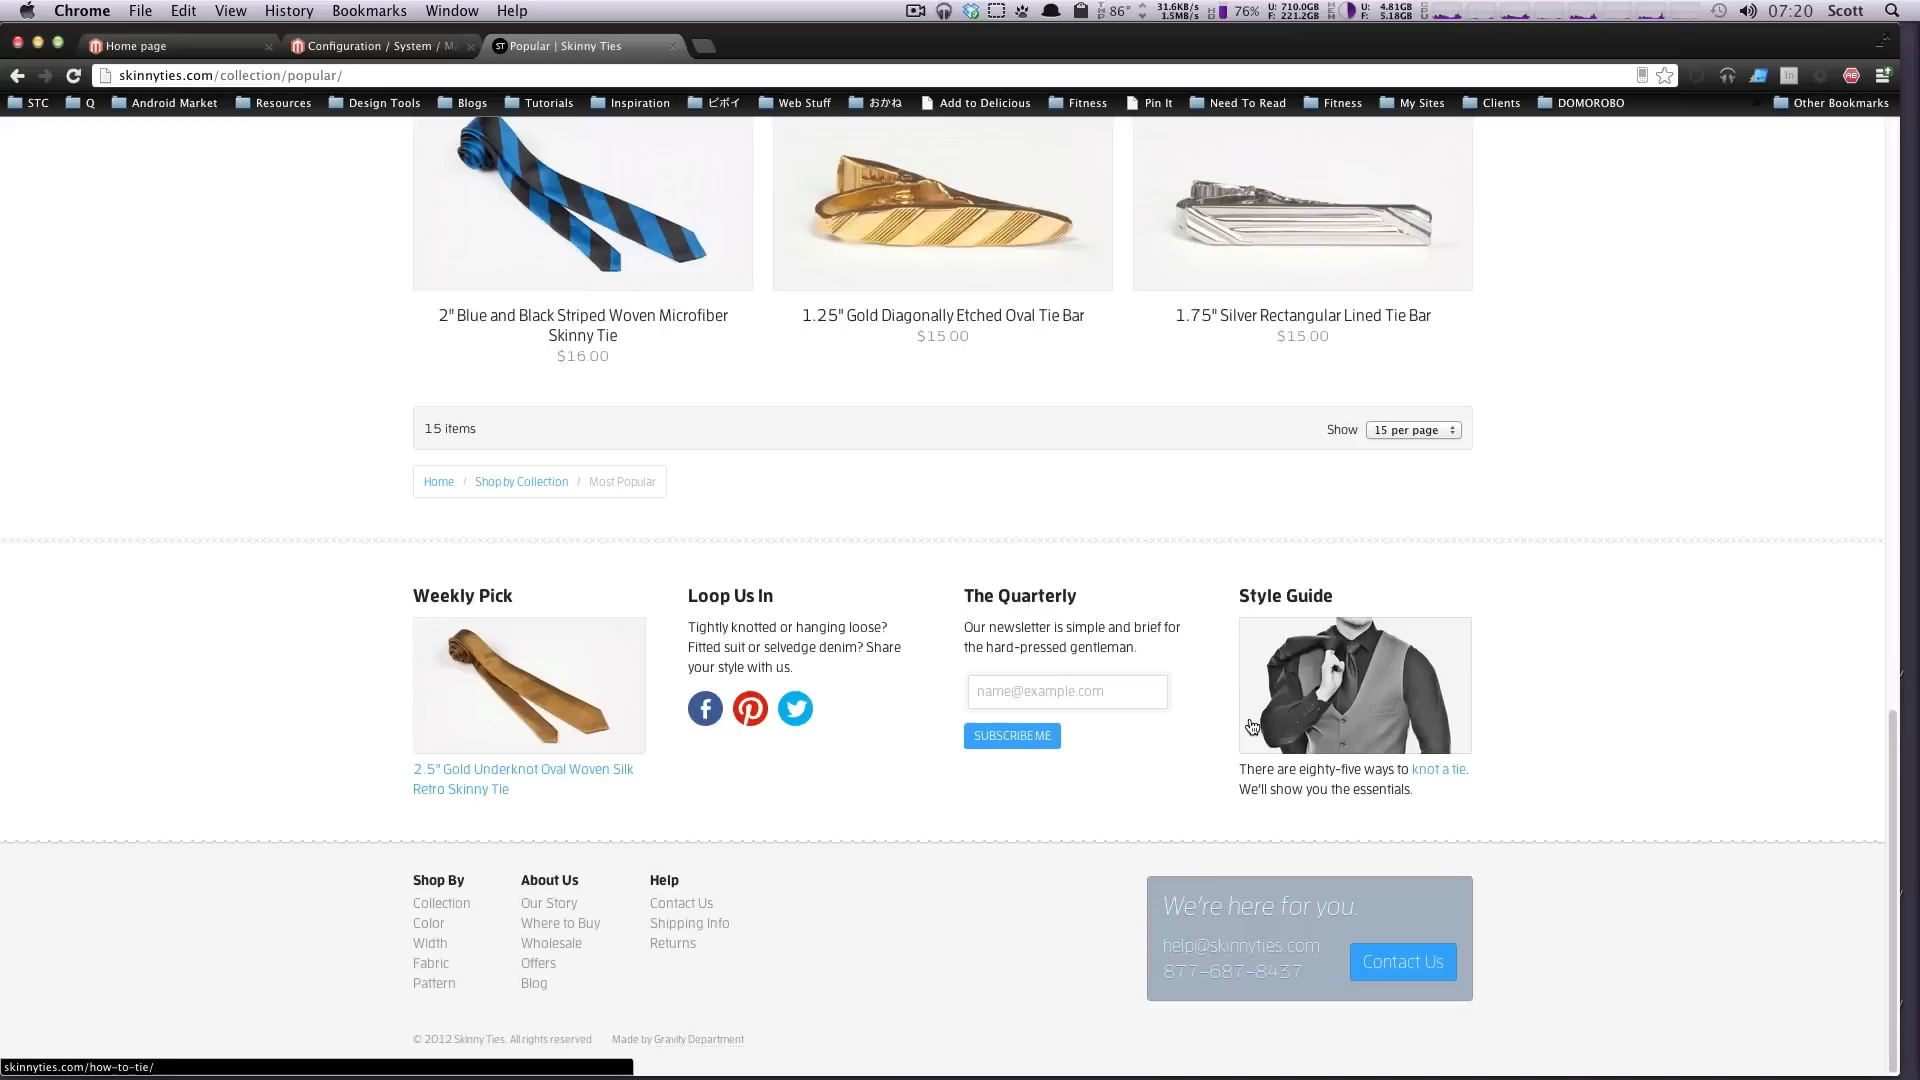 Chrome File Edit View History Bookmarks Window Help 86° 31.6KB/s 1.5MB/s 76% U: 710.0GB F: 221.2GB U: 4.81GB F: 5.18GB 07:20 Scott
Home page Configuration / System / Ma Popular | Skinny Ties
skinnyties.com/collection/popular/
STC Q Android Market Resources Design Tools Blogs Tutorials Inspiration ビボイ Web Stuff おかね Add to Delicious Fitness Pin It Need To Read Fitness My Sites Clients DOMOROBO Other Bookmarks
2" Blue and Black Striped Woven Microfiber
Skinny Tie
$16.00
1.25" Gold Diagonally Etched Oval Tie Bar
$15.00
1.75" Silver Rectangular Lined Tie Bar
$15.00
15 items Show 15 per page
Home / Shop by Collection / Most Popular
Weekly Pick
2.5" Gold Underknot Oval Woven Silk
Retro Skinny Tie
Loop Us In
Tightly knotted or hanging loose?
Fitted suit or selvedge denim? Share
your style with us.
The Quarterly
Our newsletter is simple and brief for
the hard-pressed gentleman.
name@example.com
SUBSCRIBE ME
Style Guide
There are eighty-five ways to knot a tie.
We'll show you the essentials.
Shop By
Collection
Color
Width
Fabric
Pattern
About Us
Our Story
Where to Buy
Wholesale
Offers
Blog
Help
Contact Us
Shipping Info
Returns
We're here for you.
help@skinnyties.com
877-687-8437
Contact Us
© 2012 Skinny Ties. All rights reserved. Made by Gravity Department
skinnyties.com/how-to-tie/